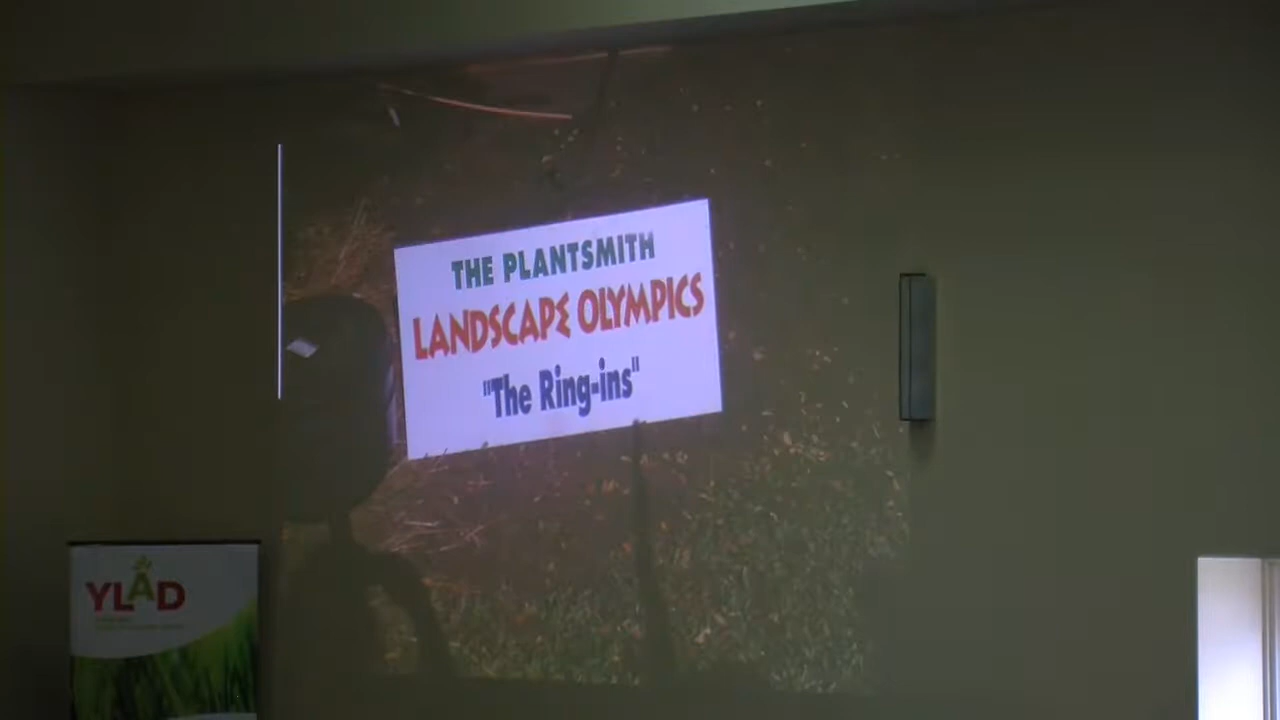 THE PLANTSMITH
LANDSCAPE OLYMPICS
"The Ring-ins"
YLAD